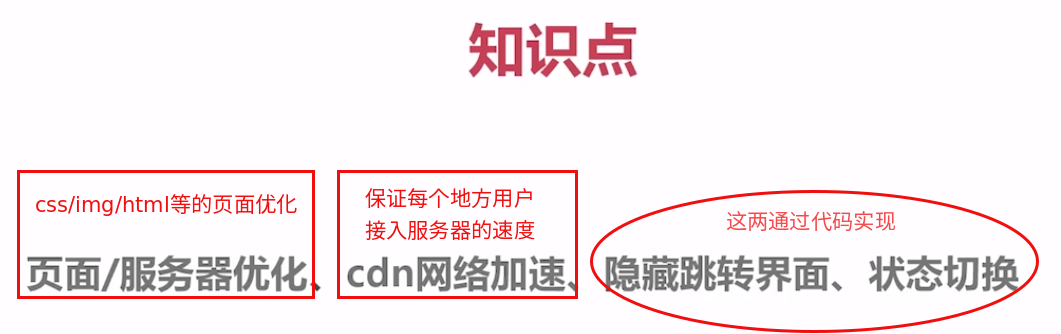 知识点
css/img/html等的页面优化
保证每个地方用户
接入服务器的速度
这两通过代码实现
页面/服务器优化、cdn网络加速、隐藏跳转界面、状态切换